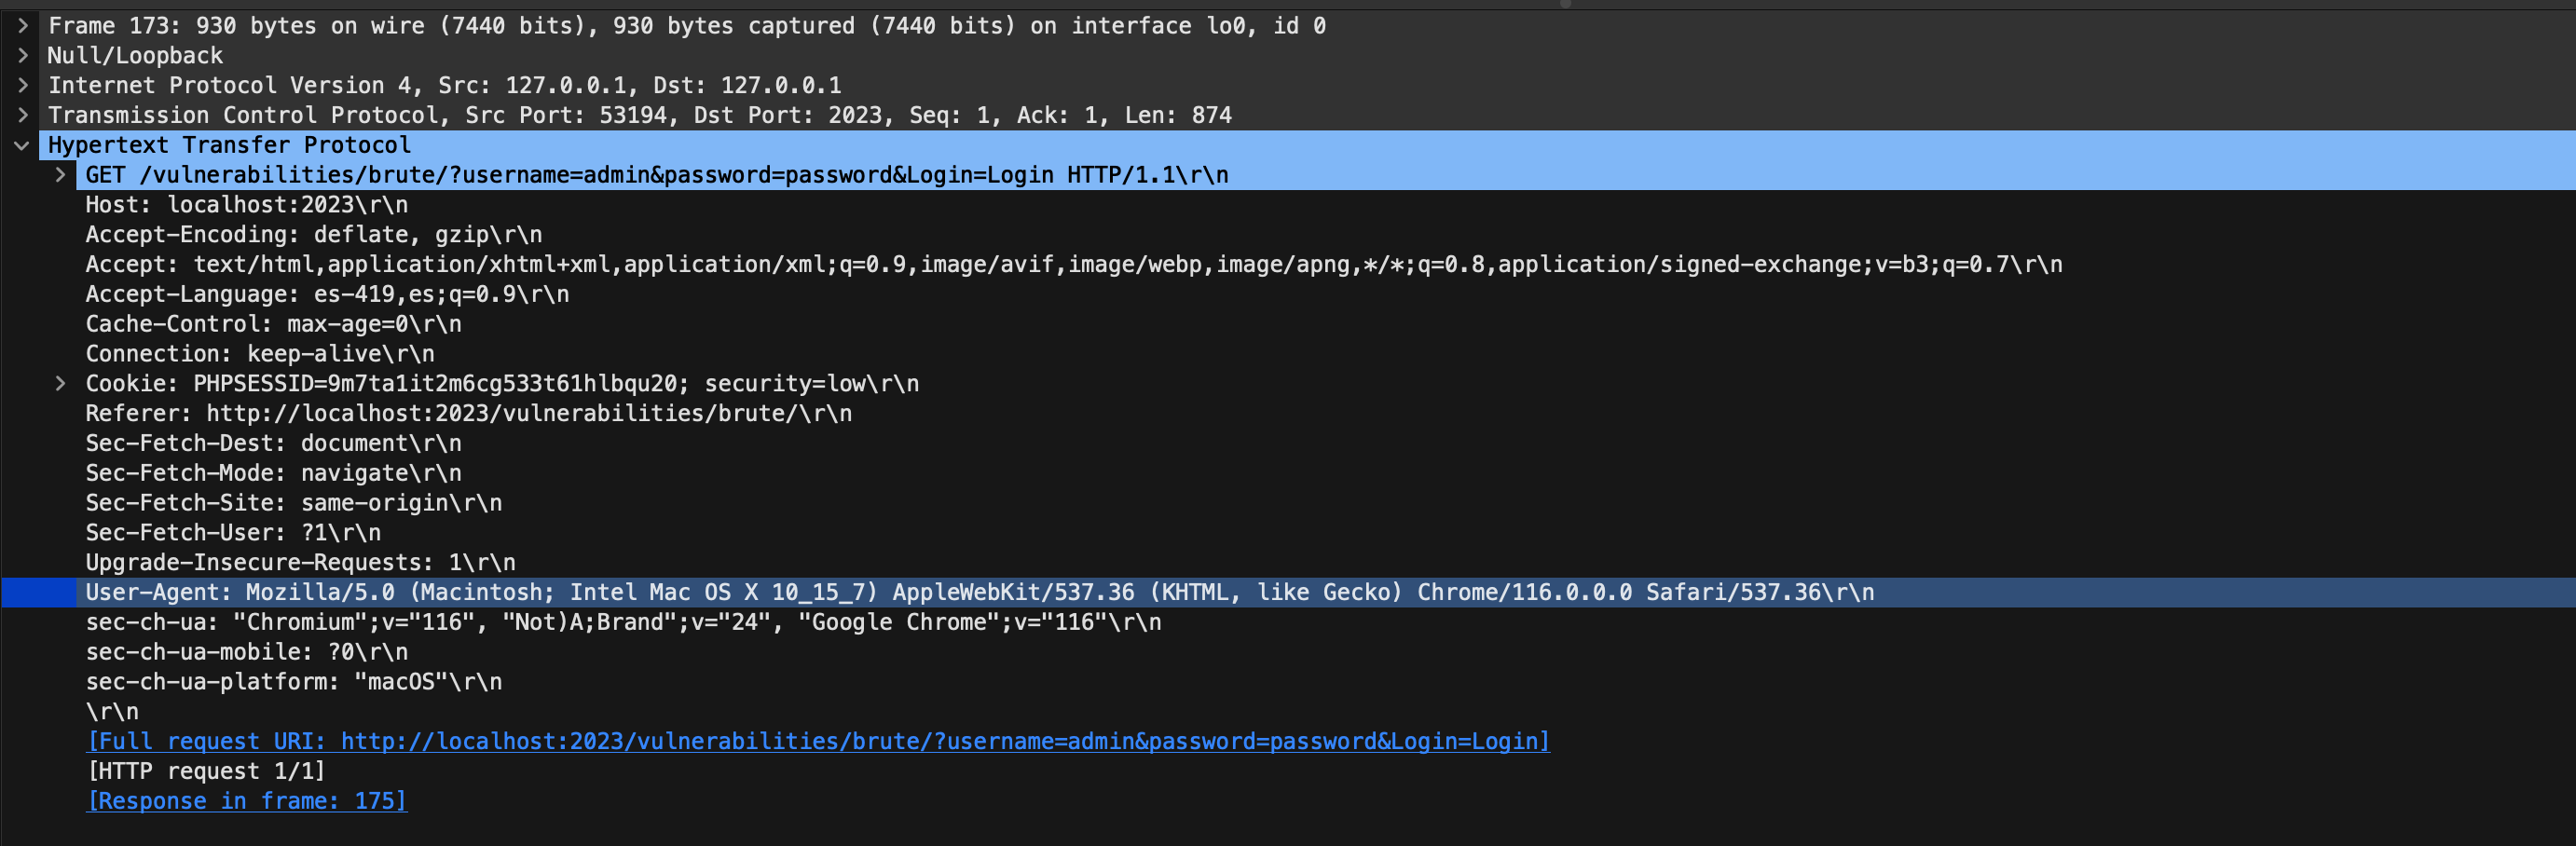 Frame 173: 930 bytes on wire (7440 bits), 930 bytes captured (7440 bits) on interface lo0, id 0
Null/Loopback
Internet Protocol Version 4, Src: 127.0.0.1, Dst: 127.0.0.1
Transmission Control Protocol, Src Port: 53194, Dst Port: 2023, Seq: 1, Ack: 1, Len: 874
Hypertext Transfer Protocol
GET /vulnerabilities/brute/?username=admin&password=password&Login=Login HTTP/1.1\r\n
Host: localhost:2023\r\n
Accept-Encoding: deflate, gzip\r\n
Accept: text/html,application/xhtml+xml,application/xml;q=0.9,image/avif,image/webp,image/apng,*/*;q=0.8,application/signed-exchange;v=b3;q=0.7\r\n
Accept-Language: es-419,es;q=0.9\r\n
Cache-Control: max-age=0\r\n
Connection: keep-alive\r\n
Cookie: PHPSESSID=9m7ta1it2m6cg533t61hlbqu20; security=low\r\n
Referer: http://localhost:2023/vulnerabilities/brute/\r\n
Sec-Fetch-Dest: document\r\n
Sec-Fetch-Mode: navigate\r\n
Sec-Fetch-Site: same-origin\r\n
Sec-Fetch-User: ?1\r\n
Upgrade-Insecure-Requests: 1\r\n
User-Agent: Mozilla/5.0 (Macintosh; Intel Mac OS X 10_15_7) AppleWebKit/537.36 (KHTML, like Gecko) Chrome/116.0.0.0 Safari/537.36\r\n
sec-ch-ua: "Chromium";v="116", "Not)A;Brand";v="24", "Google Chrome";v="116"\r\n
sec-ch-ua-mobile: ?0\r\n
sec-ch-ua-platform: "macOS"\r\n
\r\n
[Full request URI: http://localhost:2023/vulnerabilities/brute/?username=admin&password=password&Login=Login]
[HTTP request 1/1]
[Response in frame: 175]